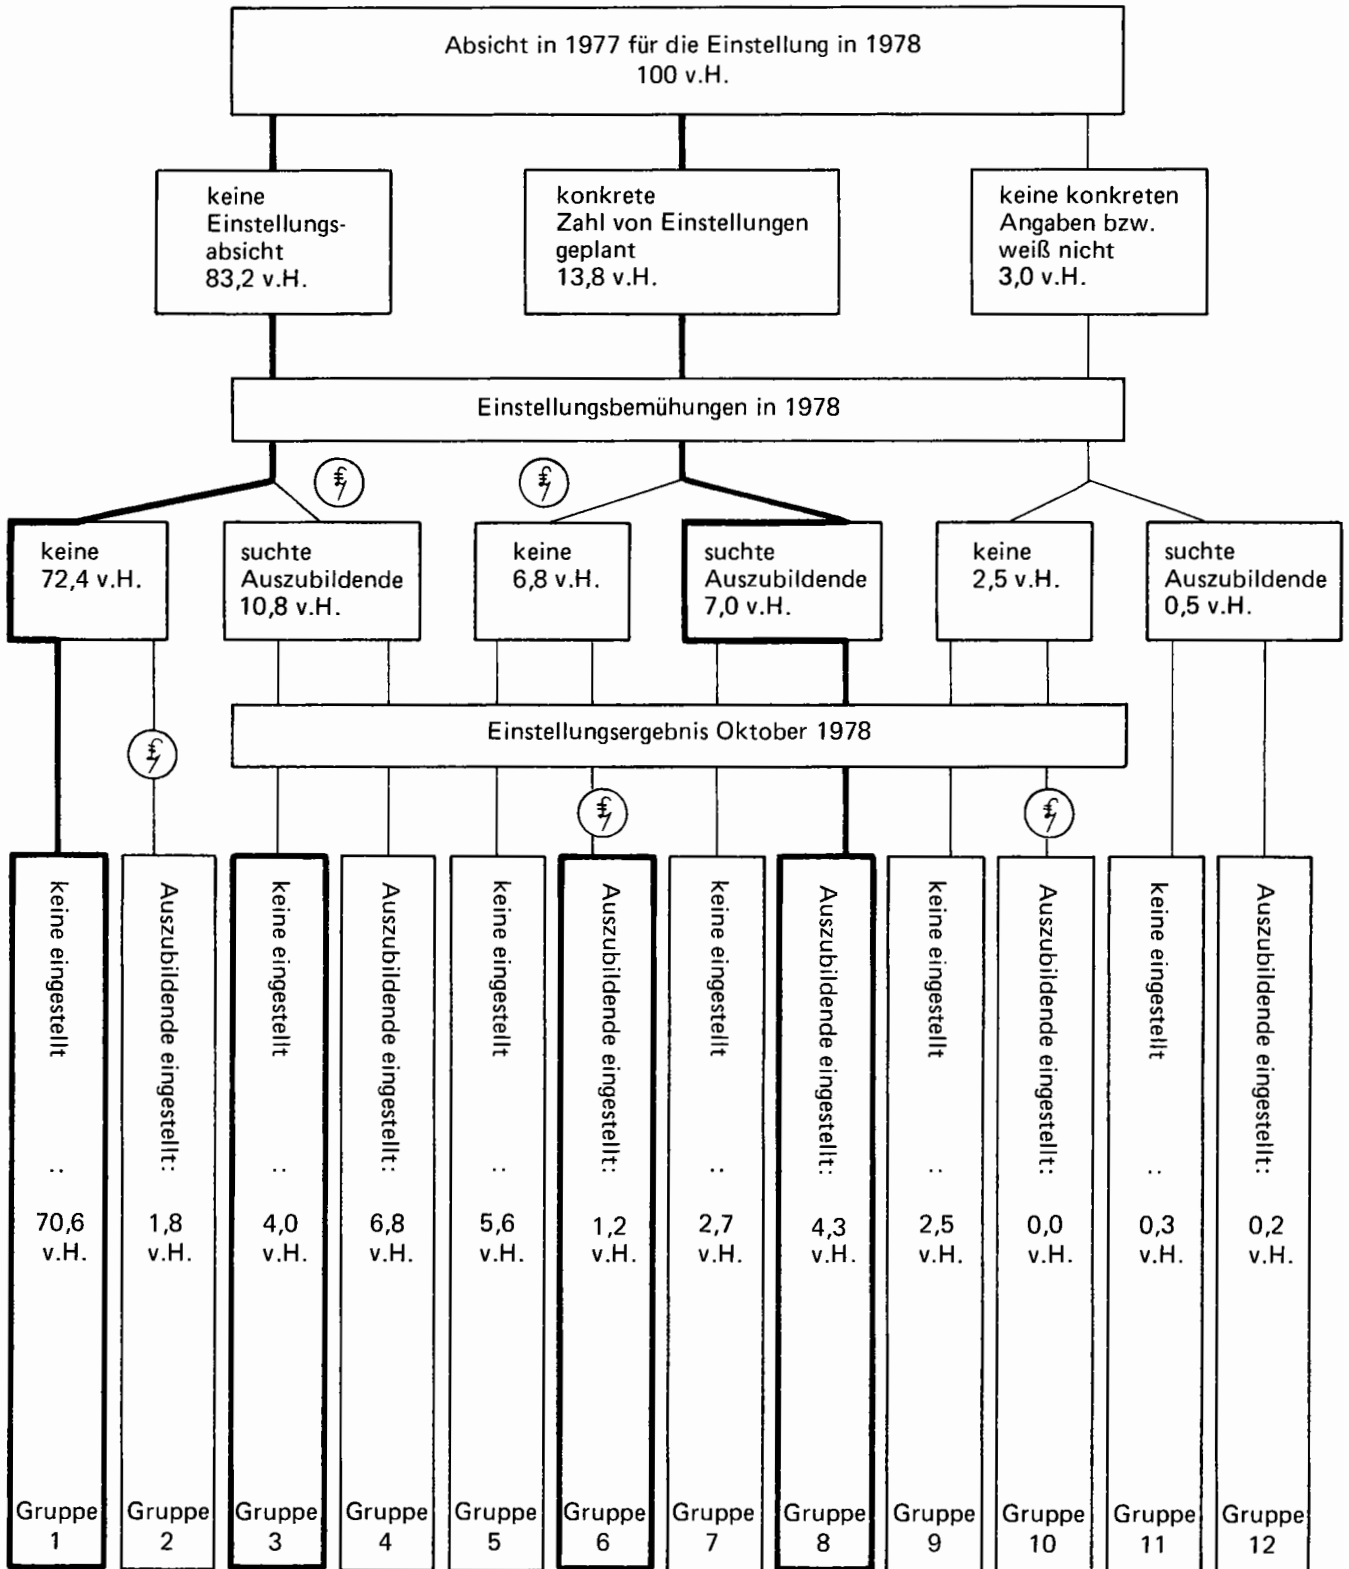 Absicht in 1977 für die Einstellung in 1978
100 v.H.
keine
Einstellungs-
absicht
83,2 v.H.
konkrete
Zahl von Einstellungen
geplant
13,8 v.H.
keine konkreten
Angaben bzw.
weiß nicht
3,0 v.H.
Einstellungsbemühungen in 1978
keine
72,4 v.H.
suchte
Auszubildende
10,8 v.H.
keine
6,8 v.H.
suchte
Auszubildende
7,0 v.H.
keine
2,5 v.H.
suchte
Auszubildende
0,5 v.H.
Einstellungsergebnis Oktober 1978
keine eingestellt :
70,6
v.H.
Gruppe
1
Auszubildende eingestellt:
1,8
v.H.
Gruppe
2
keine eingestellt :
4,0
v.H.
Gruppe
3
Auszubildende eingestellt:
6,8
v.H.
Gruppe
4
keine eingestellt :
5,6
v.H.
Gruppe
5
Auszubildende eingestellt:
1,2
v.H.
Gruppe
6
keine eingestellt :
2,7
v.H.
Gruppe
7
Auszubildende eingestellt:
4,3
v.H.
Gruppe
8
keine eingestellt :
2,5
v.H.
Gruppe
9
Auszubildende eingestellt:
0,0
v.H.
Gruppe
10
keine eingestellt :
0,3
v.H.
Gruppe
11
Auszubildende eingestellt:
0,2
v.H.
Gruppe
12